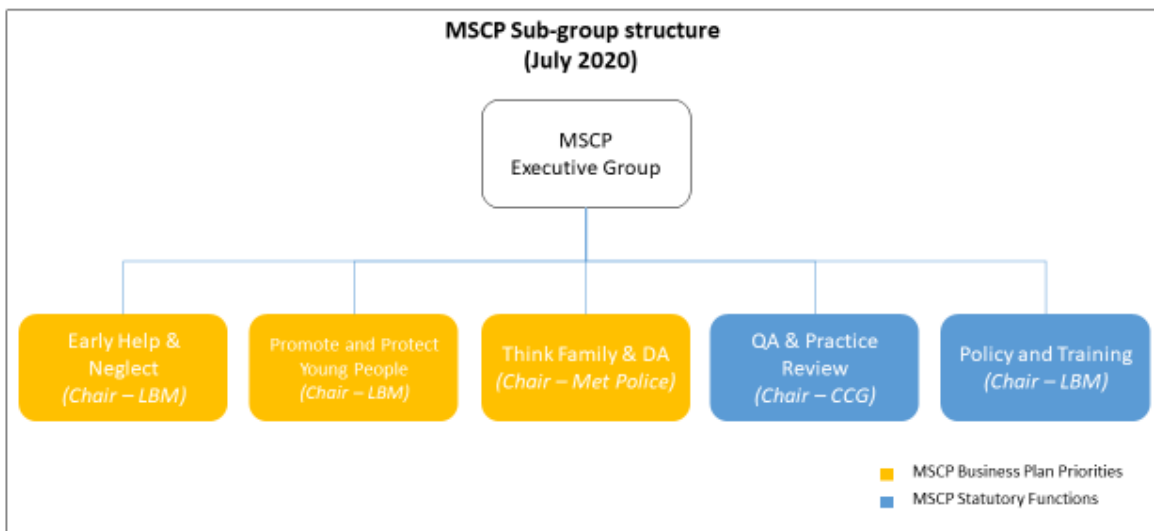 MSCP Sub-group structure
(July 2020)
MSCP
Executive Group
Early Help &
Neglect
(Chair – LBM)
Promote and Protect
Young People
(Chair – LBM)
Think Family & DA
(Chair – Met Police)
QA & Practice
Review
(Chair – CCG)
Policy and Training
(Chair – LBM)
MSCP Business Plan Priorities
MSCP Statutory Functions